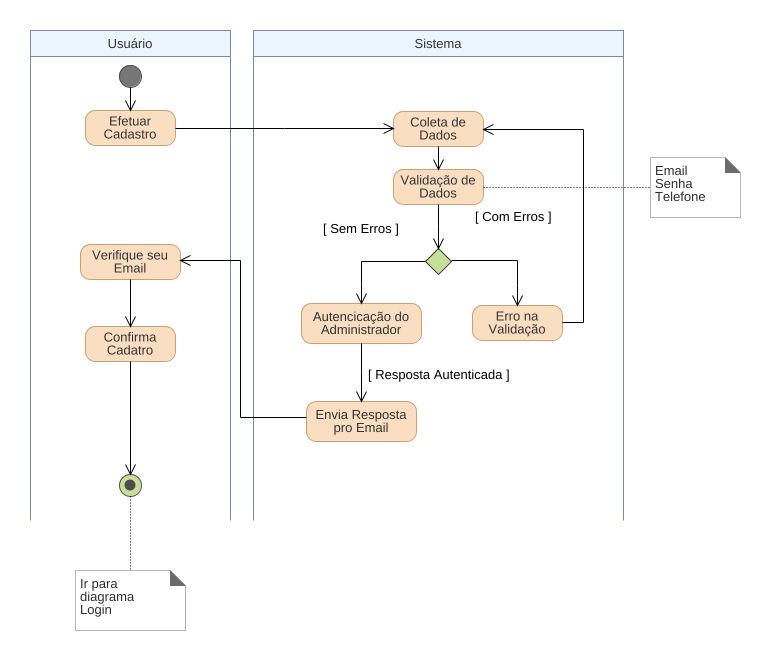 Usuário
Sistema
Efetuar
Cadastro
Coleta de
Dados
Validação de
Dados
Email
Senha
Telefone
[ Sem Erros ]
[ Com Erros ]
Verifique seu
Email
Autencicação do
Administrador
Erro na
Validação
Confirma
Cadatro
[ Resposta Autenticada ]
Envia Resposta
pro Email
Ir para
diagrama
Login